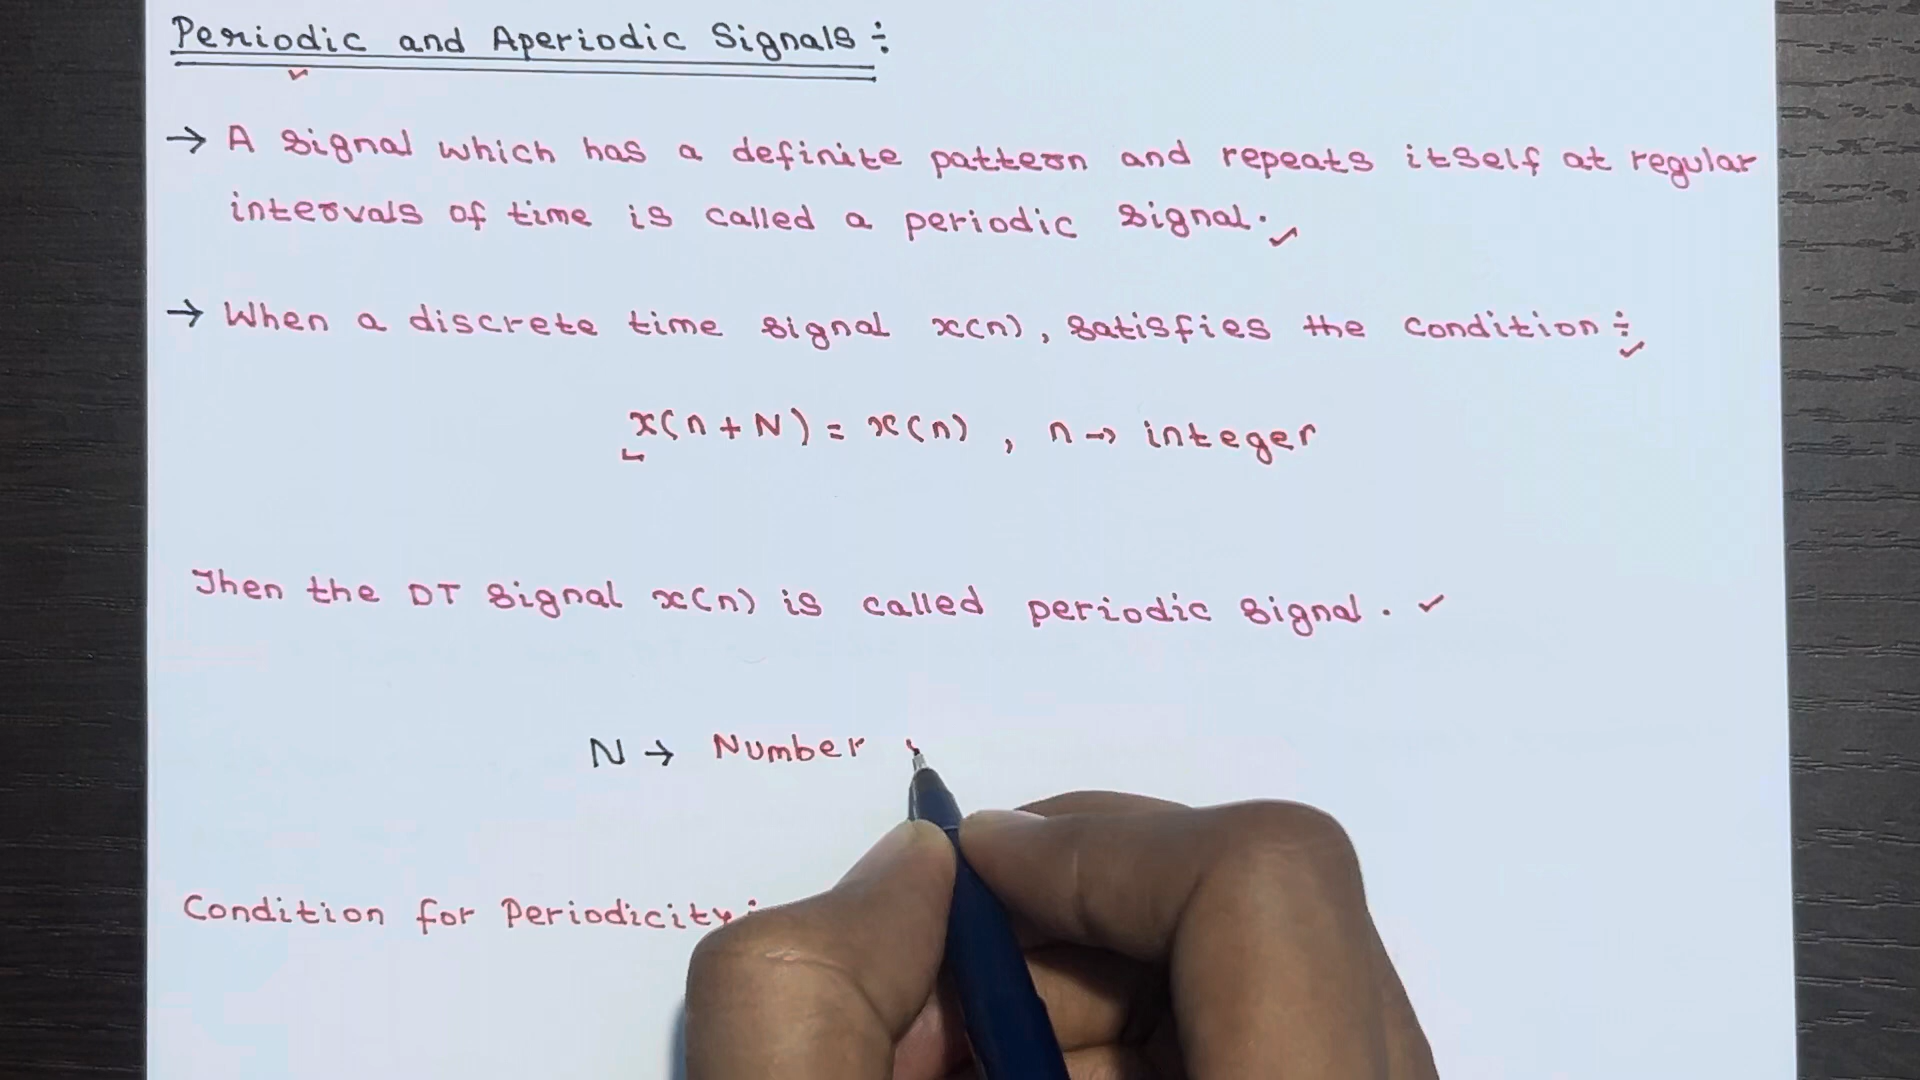 Periodic and Aperiodic Signals ÷
→ A signal which has a definite pattern and repeats itself at regular
intervals of time is called a periodic signal.
→ When a discrete time signal x(n), satisfies the condition ÷
x(n + N) = x(n) , n → integer
Then the DT signal x(n) is called periodic signal.
N → Number
Condition for Periodicity